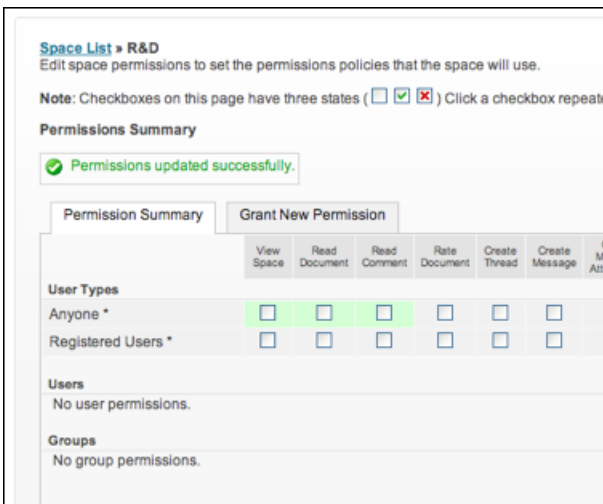 Space List » R&D
Edit space permissions to set the permissions policies that the space will use.
Note: Checkboxes on this page have three states ( ) Click a checkbox
Permissions Summary
Permissions updated successfully.
Permission Summary Grant New Permission
View Space Read Document Read Comment Rate Document Create Thread Create Message
User Types
Anyone *
Registered Users *
Users
No user permissions.
Groups
No group permissions.